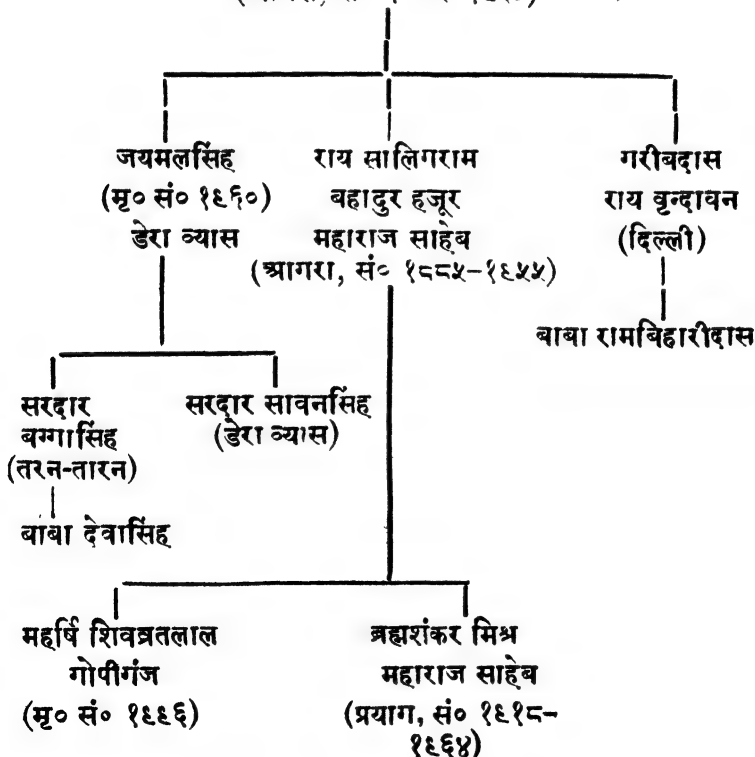 जयमलसिंह
(मृ० सं० १९६०)
डेरा व्यास
राय सालिगराम
बहादुर हजूर
महाराज साहेब
(आगरा, सं० १८८५-१९५५)
गरीबदास
राय वृन्दावन
(दिल्ली)
बाबा रामबिहारीदास
सरदार
बग्गासिंह
(तरन-तारन)
बाबा देवासिंह
सरदार सावनसिंह
(डेरा व्यास)
महर्षि शिवव्रतलाल
गोपीगंज
(मृ० सं० १९९६)
ब्रह्मशंकर मिश्र
महाराज साहेब
(प्रयाग, सं० १९१८-
१९६४)